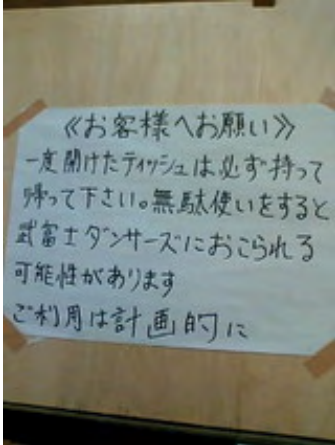 ≪お客様へお願い≫
一度開けたティッシュは必ず持って
帰って下さい。無駄使いをすると
武富士ダンサーズにおこられる
可能性があります
ご利用は計画的に